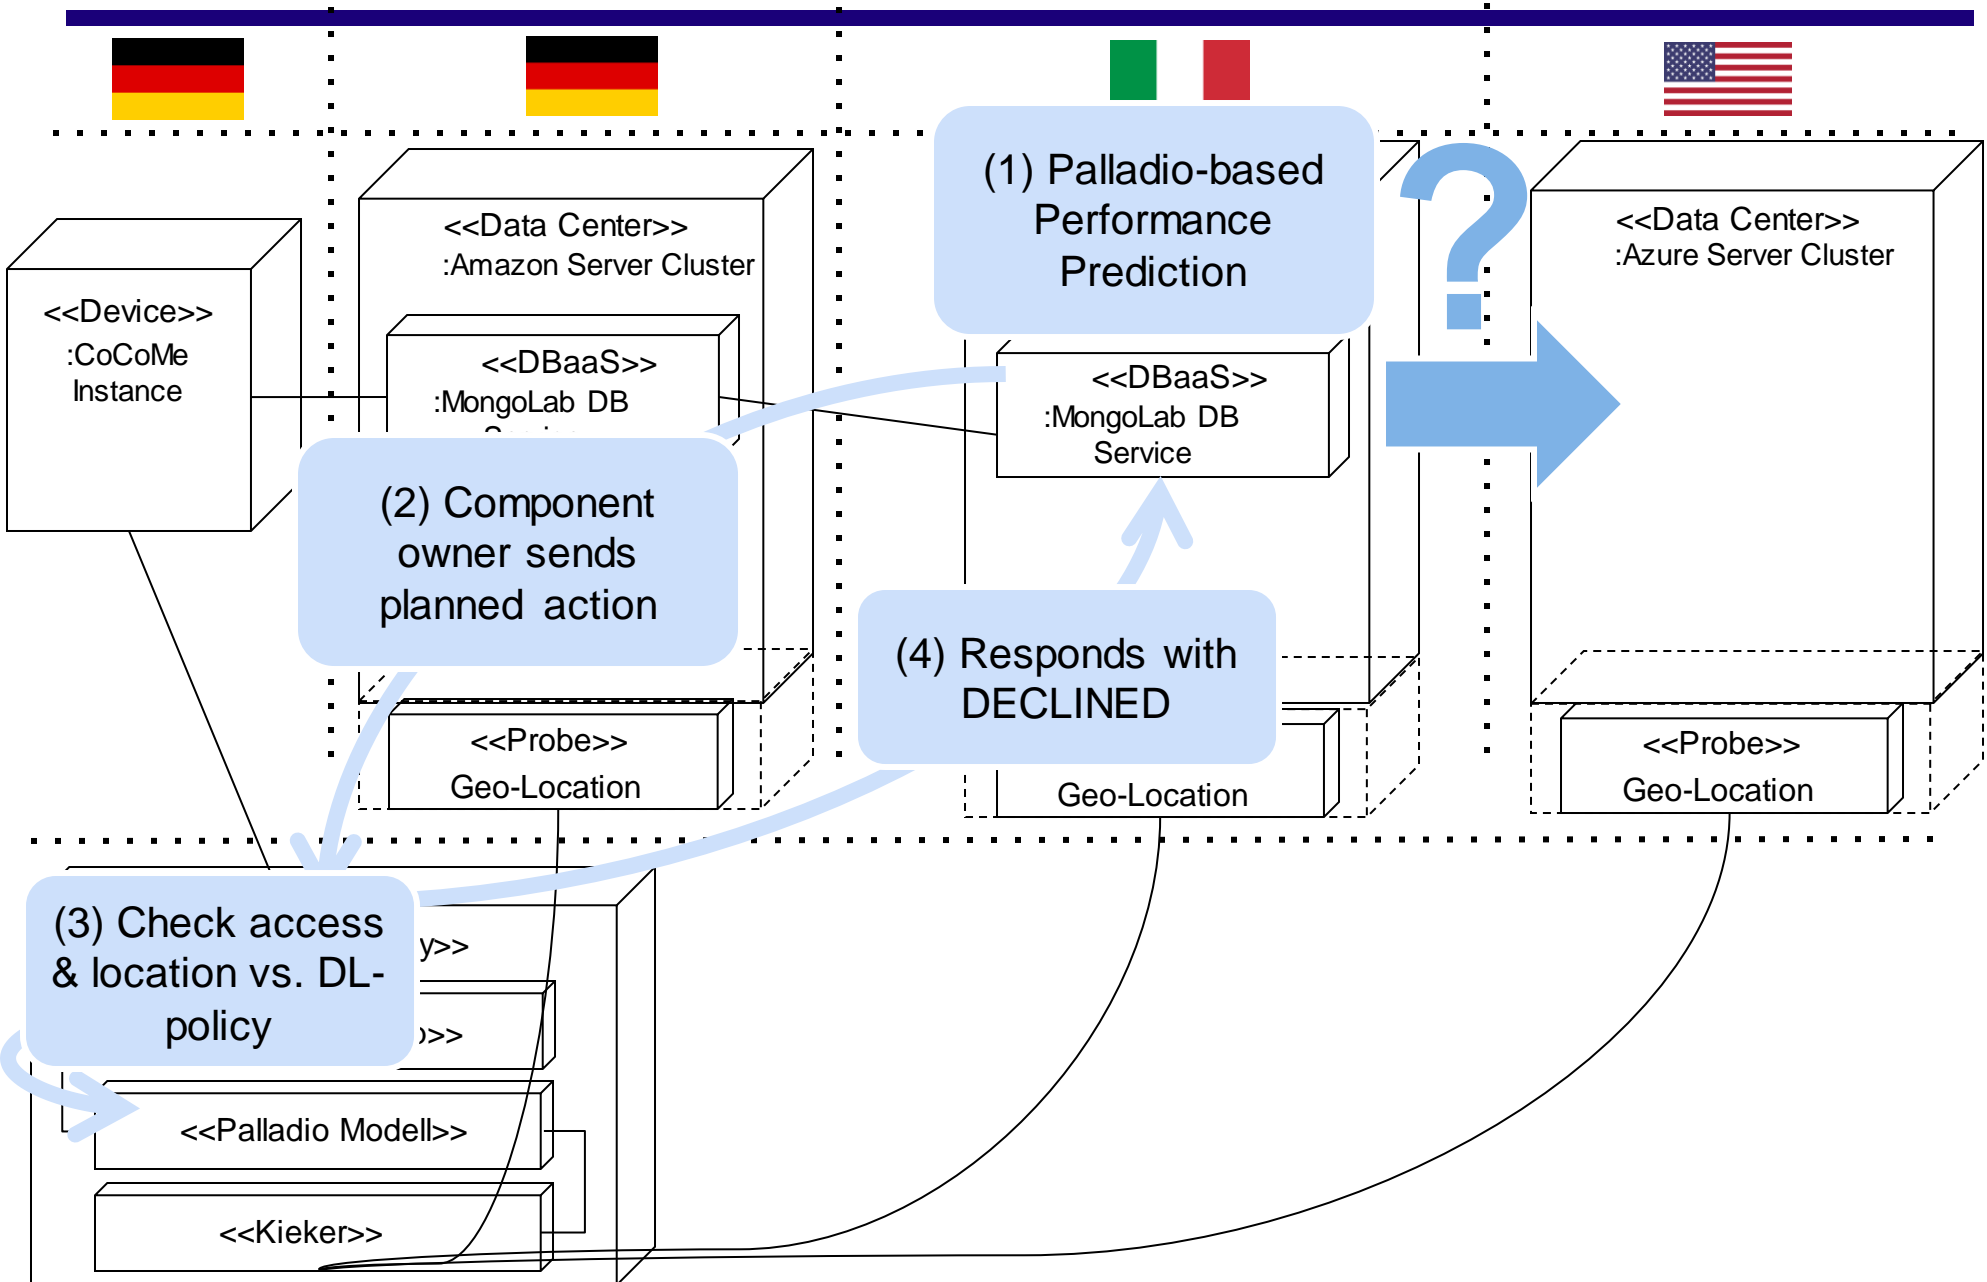 (1) Palladio-based
Performance
Prediction
<<Data Center>>
:Amazon Server Cluster
<<Data Center>>
:Azure Server Cluster
<<Device>>
:CoCoMe
Instance
<<DBaaS>>
:MongoLab DB
<<DBaaS>>
:MongoLab DB
Service
(2) Component
owner sends
planned action
(4) Responds with
DECLINED
<<Probe>>
Geo-Location
Geo-Location
<<Probe>>
Geo-Location
(3) Check access
& location vs. DL-
policy
y>>
>>
<<Palladio Modell>>
<<Kieker>>
?